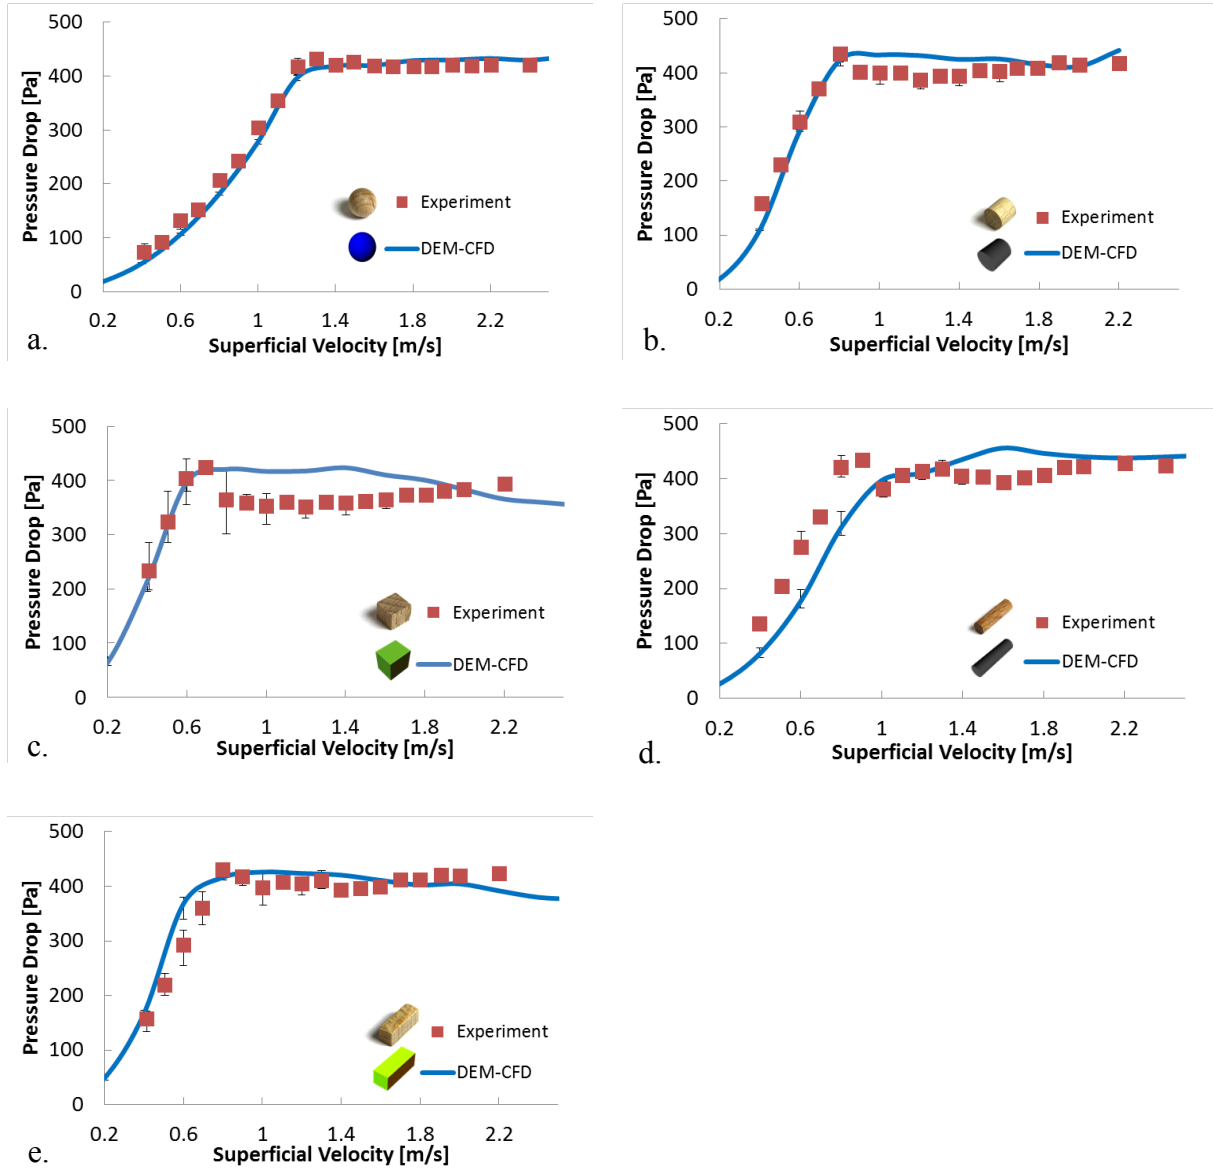 500
400
300
200
100
0
Pressure Drop [Pa]
Experiment
DEM-CFD
0.2 0.6 1 1.4 1.8 2.2
Superficial Velocity [m/s]
a.
500
400
300
200
100
0
Pressure Drop [Pa]
Experiment
DEM-CFD
0.2 0.6 1 1.4 1.8 2.2
Superficial Velocity [m/s]
b.
500
400
300
200
100
0
Pressure Drop [Pa]
Experiment
DEM-CFD
0.2 0.6 1 1.4 1.8 2.2
Superficial Velocity [m/s]
c.
500
400
300
200
100
0
Pressure Drop [Pa]
Experiment
DEM-CFD
0.2 0.6 1 1.4 1.8 2.2
Superficial Velocity [m/s]
d.
500
400
300
200
100
0
Pressure Drop [Pa]
Experiment
DEM-CFD
0.2 0.6 1 1.4 1.8 2.2
Superficial Velocity [m/s]
e.